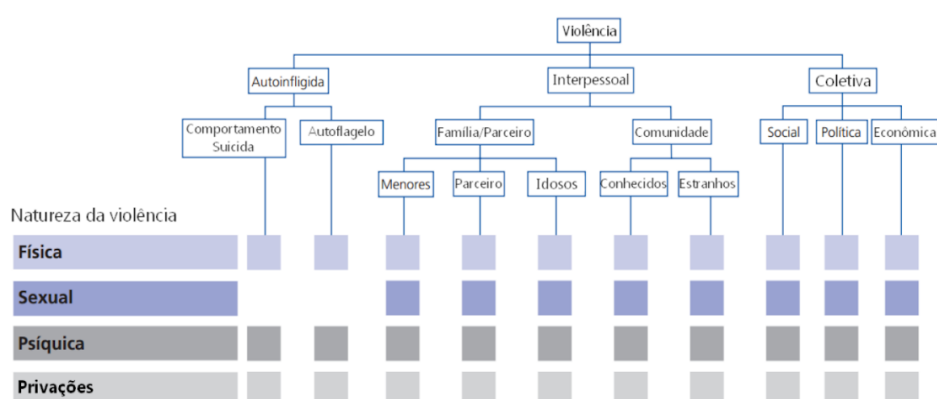 Violência
Autoinfligida
Interpessoal
Coletiva
Comportamento
Suicida
Autoflagelo
Família/Parceiro
Comunidade
Social
Política
Econômica
Menores
Parceiro
Idosos
Conhecidos
Estranhos
Natureza da violência
Física
Sexual
Psíquica
Privações